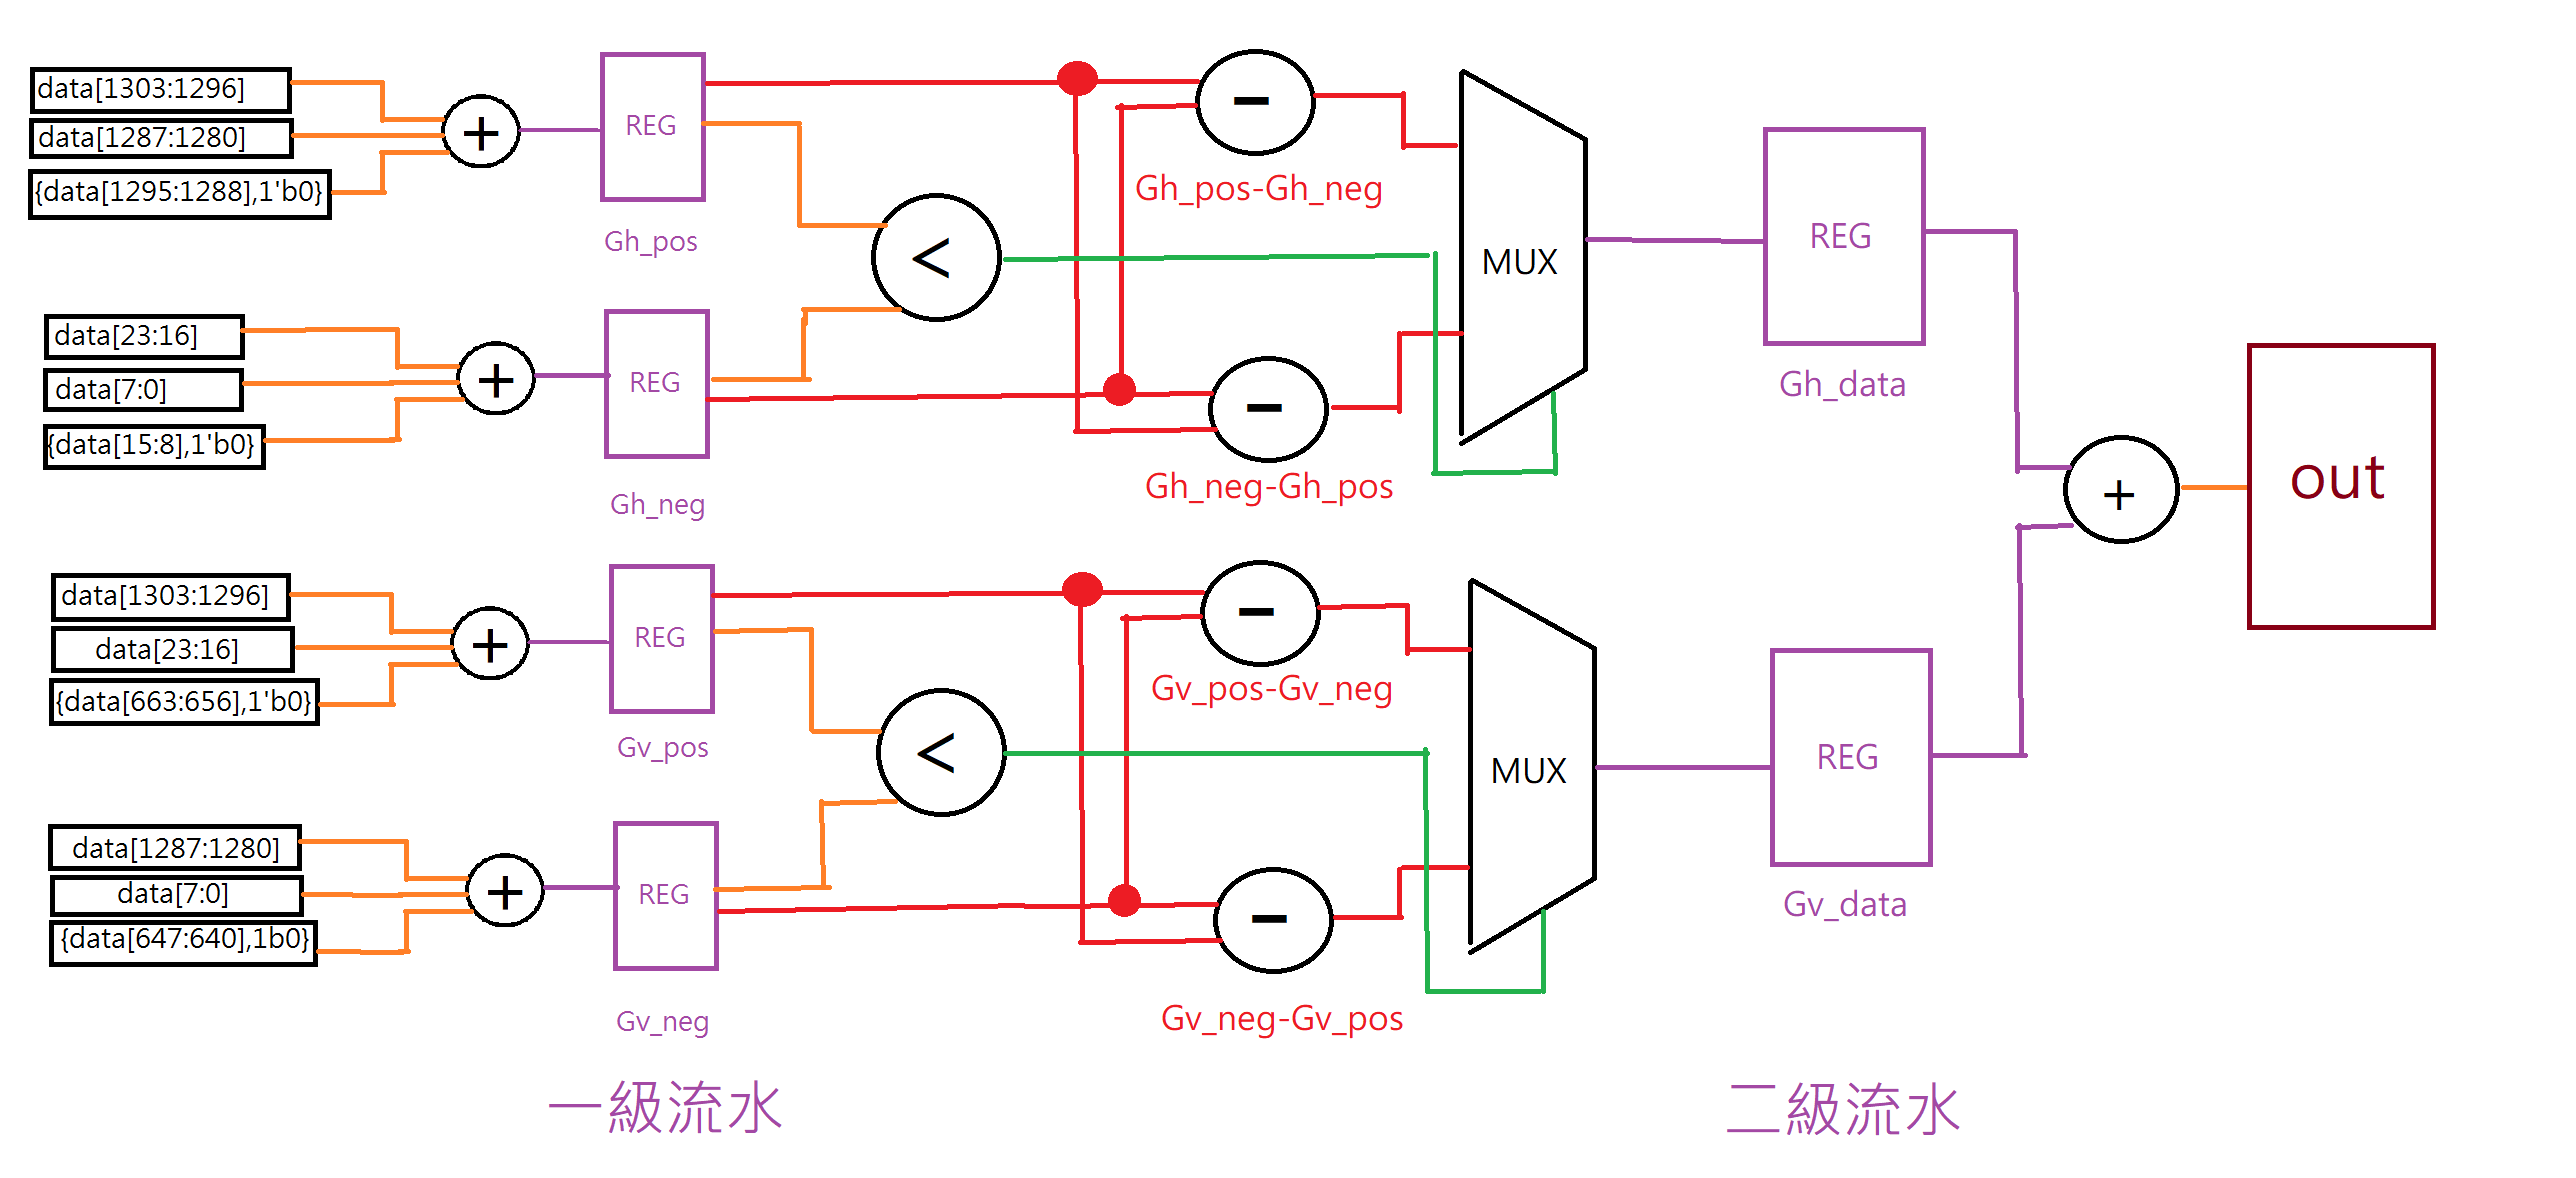 data[1303:1296]
data[1287:1280]
{data[1295:1288],1'b0}
+
REG
Gh_pos
data[23:16]
data[7:0]
{data[15:8],1'b0}
+
REG
Gh_neg
<
-
Gh_pos-Gh_neg
-
Gh_neg-Gh_pos
MUX
REG
Gh_data
data[1303:1296]
data[23:16]
{data[663:656],1'b0}
+
REG
Gv_pos
data[1287:1280]
data[7:0]
{data[647:640],1b0}
+
REG
Gv_neg
<
-
Gv_pos-Gv_neg
-
Gv_neg-Gv_pos
MUX
REG
Gv_data
+
out
一級流水
二級流水